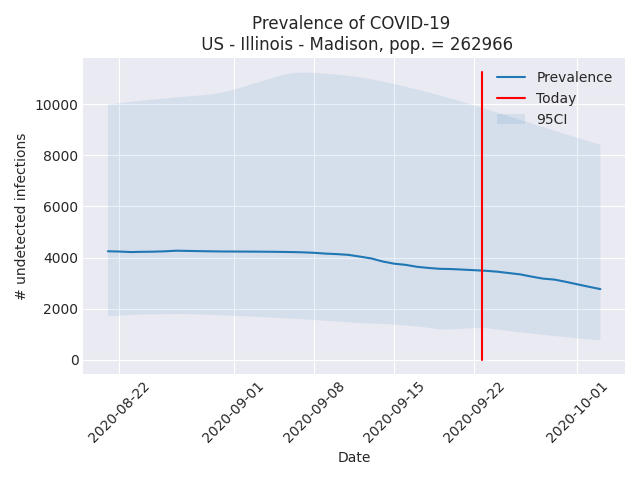 Prevalence of COVID-19
US - Illinois - Madison, pop. = 262966
Prevalence
Today
95CI
# undetected infections
10000
8000
6000
4000
2000
0
2020-08-22
2020-09-01
2020-09-08
2020-09-15
2020-09-22
2020-10-01
Date